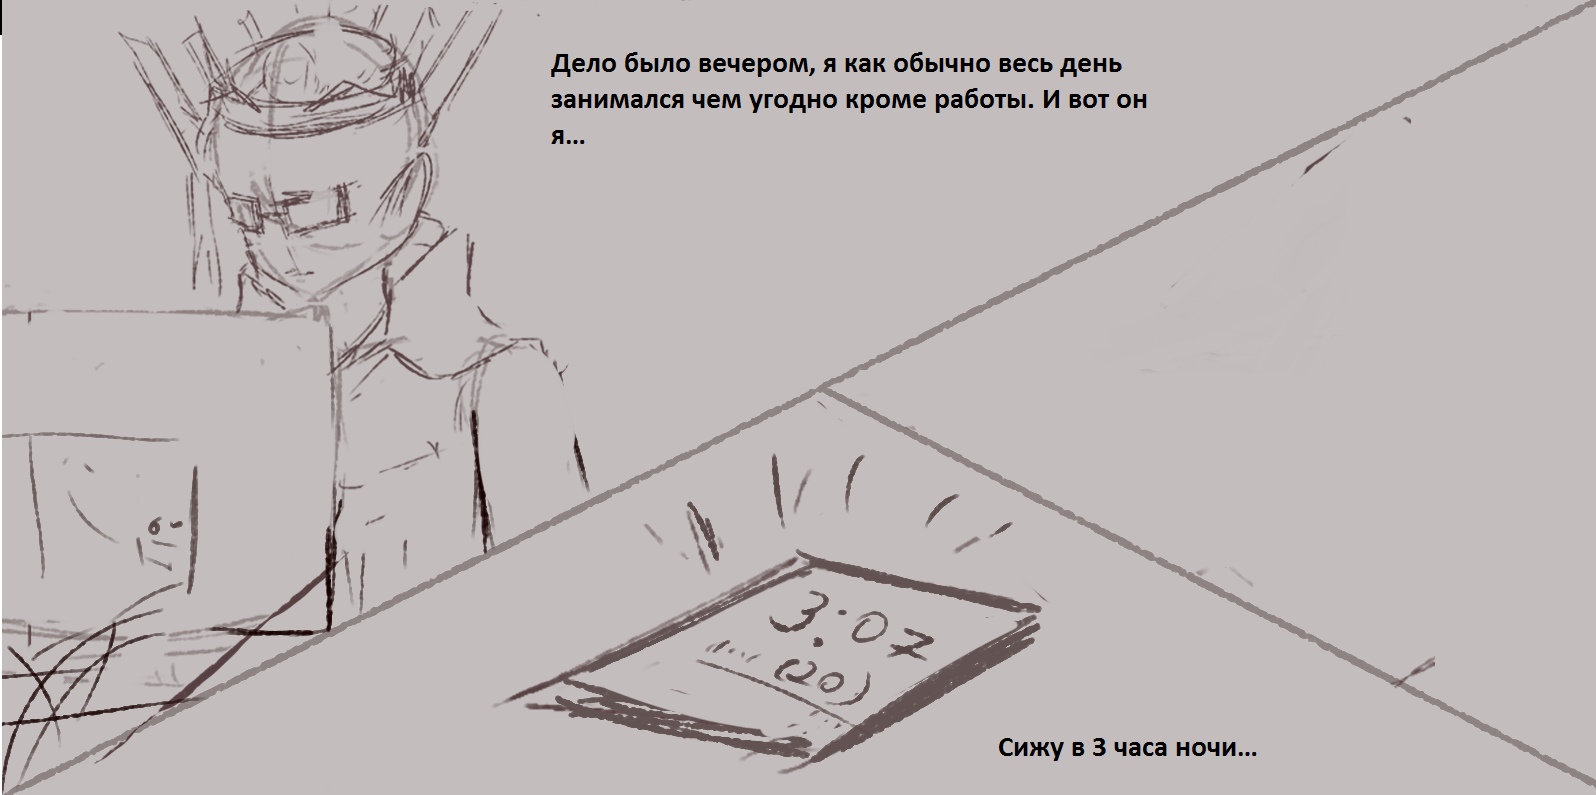 Дело было вечером, я как обычно весь день
занимался чем угодно кроме работы. И вот он
я...
3:07
(20)
Сижу в 3 часа ночи...